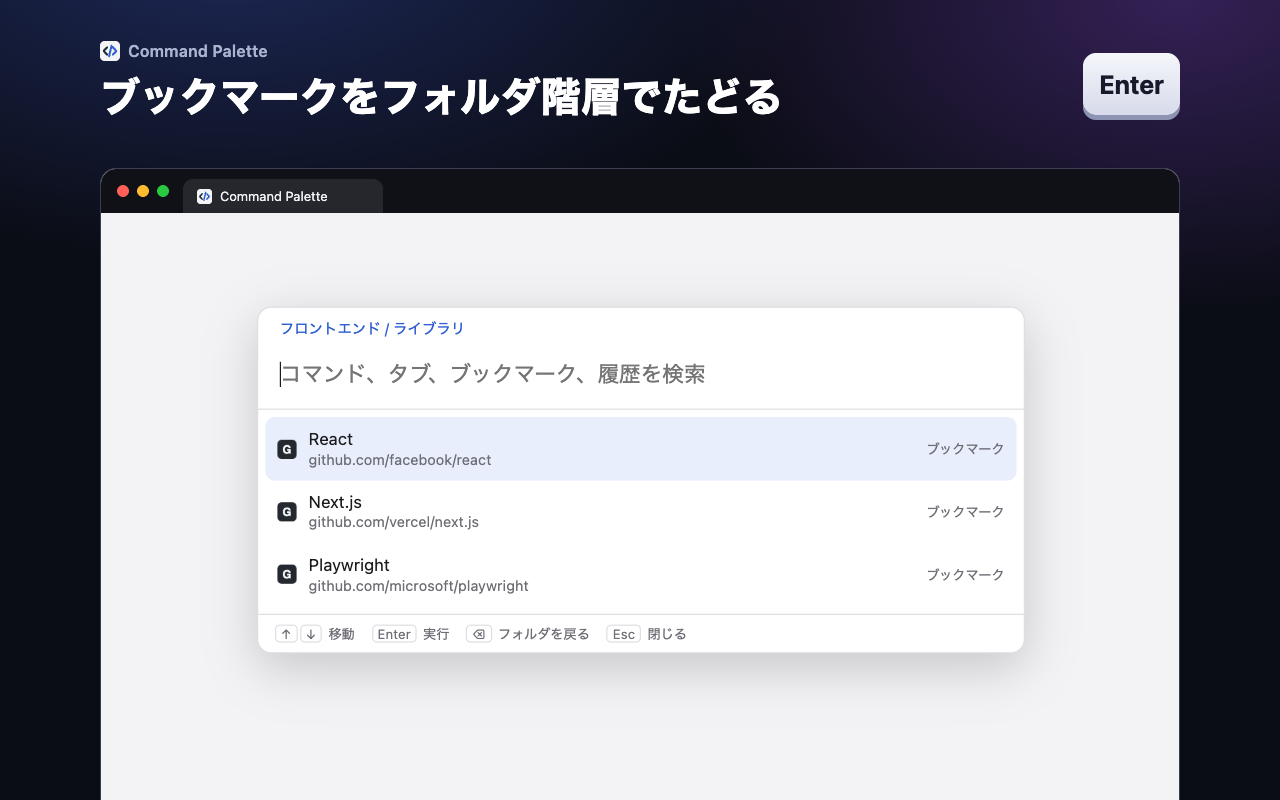 Command Palette
ブックマークをフォルダ階層でたどる
Enter
Command Palette
フロントエンド / ライブラリ
コマンド、タブ、ブックマーク、履歴を検索
G
React
github.com/facebook/react
ブックマーク
G
Next.js
github.com/vercel/next.js
ブックマーク
G
Playwright
github.com/microsoft/playwright
ブックマーク
↑ ↓ 移動 Enter 実行 ⌫ フォルダを戻る Esc 閉じる